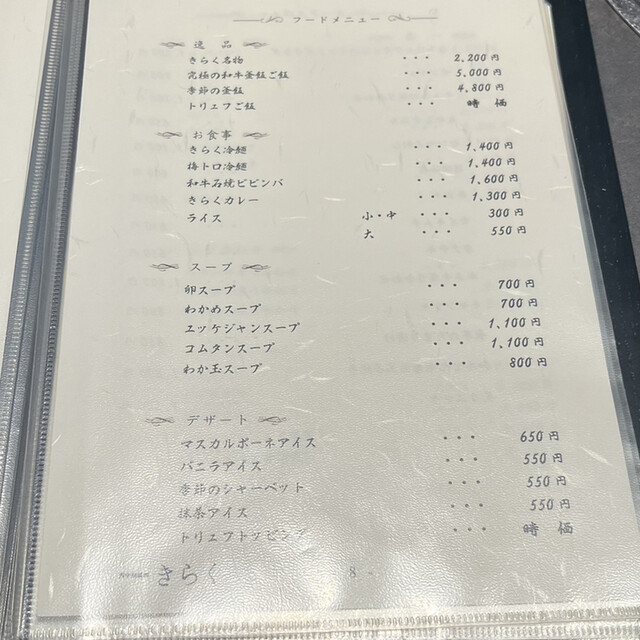 フードメニュー
逸品
きらく名物 ・・・ 2,200円
究極の和牛釜飯ご飯 ・・・ 5,000円
季節の釜飯 ・・・ 4,800円
トリュフご飯 ・・・ 時価
お食事
きらく冷麺 ・・・ 1,400円
梅トロ冷麺 ・・・ 1,400円
和牛石焼ビビンバ ・・・ 1,600円
きらくカレー ・・・ 1,300円
ライス 小・中 ・・・ 300円
大 ・・・ 550円
スープ
卵スープ ・・・ 700円
わかめスープ ・・・ 700円
ユッケジャンスープ ・・・ 1,100円
コムタンスープ ・・・ 1,100円
わか玉スープ ・・・ 800円
デザート
マスカルポーネアイス ・・・ 650円
バニラアイス ・・・ 550円
季節のシャーベット ・・・ 550円
抹茶アイス ・・・ 550円
トリュフトッピング ・・・ 時価
きらく
8 -